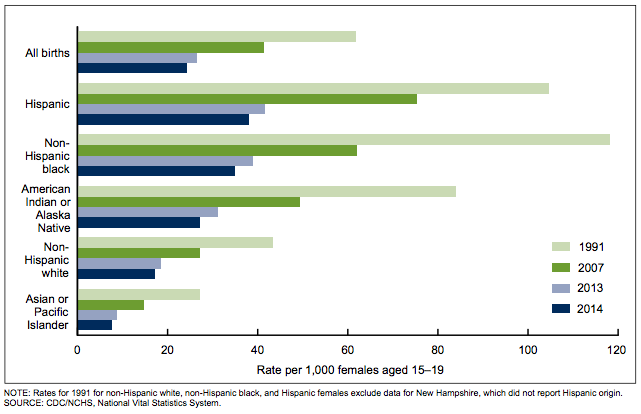 All births
Hispanic
Non-
Hispanic
black
American
Indian or
Alaska
Native
Non-
Hispanic
white
Asian or
Pacific
Islander
1991
2007
2013
2014
0 20 40 60 80 100 120
Rate per 1,000 females aged 15–19
NOTE: Rates for 1991 for non-Hispanic white, non-Hispanic black, and Hispanic females exclude data for New Hampshire, which did not report Hispanic origin.
SOURCE: CDC/NCHS, National Vital Statistics System.